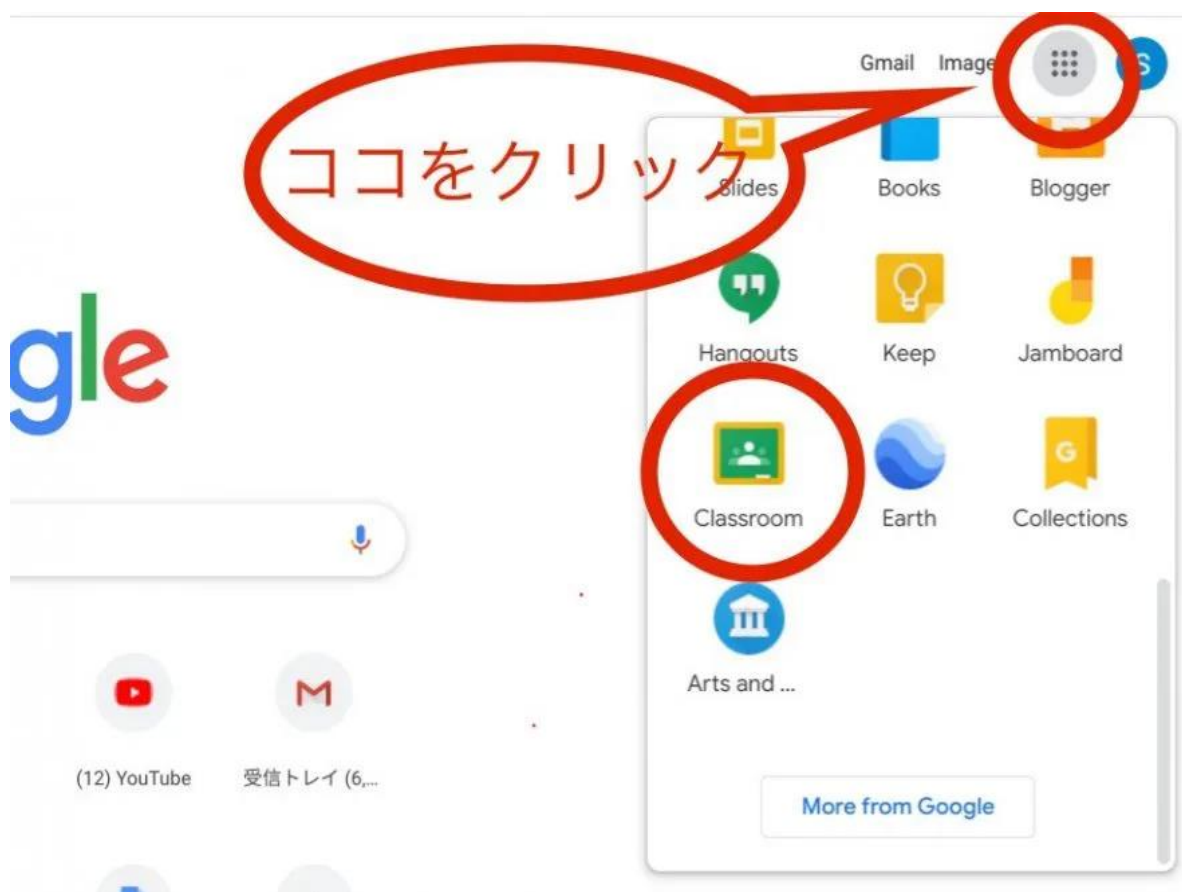 Gmail Image
S
ココをクリック
Slides Books Blogger
Hangouts Keep Jamboard
gle
G
Classroom Earth Collections
Arts and ...
(12) YouTube 受信トレイ (6,...
More from Google